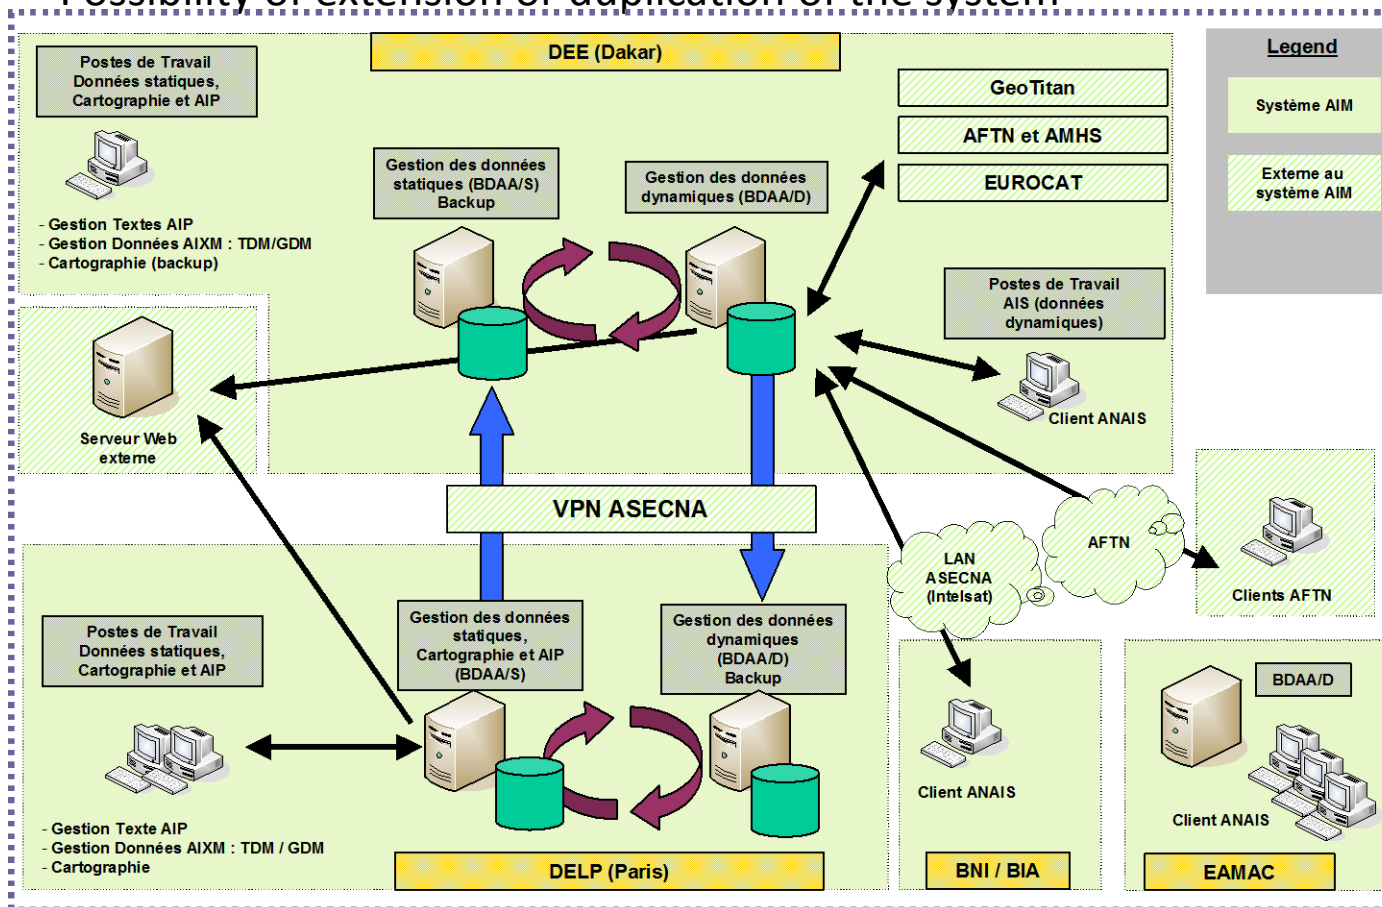 Possibility of extension or duplication of the system
DEE (Dakar)
Legend
Système AIM
Externe au
système AIM
Postes de Travail
Données statiques,
Cartographie et AIP
- Gestion Textes AIP
- Gestion Données AIXM : TDM/GDM
- Cartographie (backup)
Gestion des données
statiques (BDAA/S)
Backup
Gestion des données
dynamiques (BDAA/D)
GeoTitan
AFTN et AMHS
EUROCAT
Postes de Travail
AIS (données
dynamiques)
Client ANAIS
Serveur Web
externe
VPN ASECNA
LAN
ASECNA
(Intelsat)
AFTN
Clients AFTN
Postes de Travail
Données statiques,
Cartographie et AIP
Gestion des données
statiques,
Cartographie et AIP
(BDAA/S)
Gestion des données
dynamiques
(BDAA/D)
Backup
- Gestion Texte AIP
- Gestion Données AIXM : TDM / GDM
- Cartographie
DELP (Paris)
Client ANAIS
BNI / BIA
BDAA/D
Client ANAIS
EAMAC